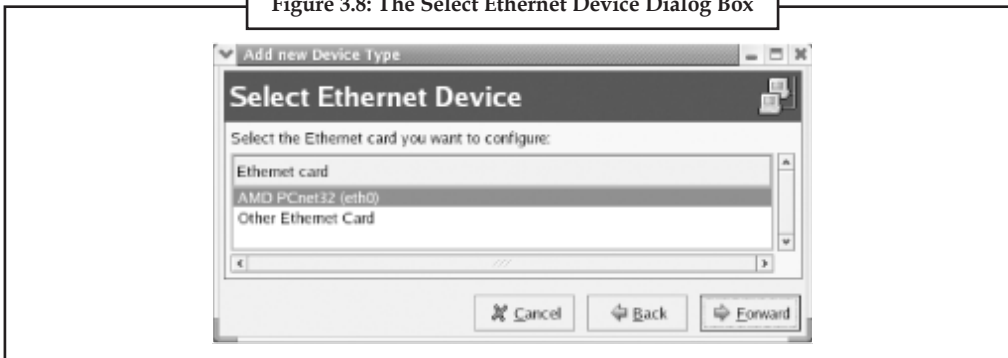 Figure 3.8: The Select Ethernet Device Dialog Box
Add new Device Type
Select Ethernet Device
Select the Ethernet card you want to configure:
Ethernet card
AMD PCnet32 (eth0)
Other Ethernet Card
Cancel
Back
Forward